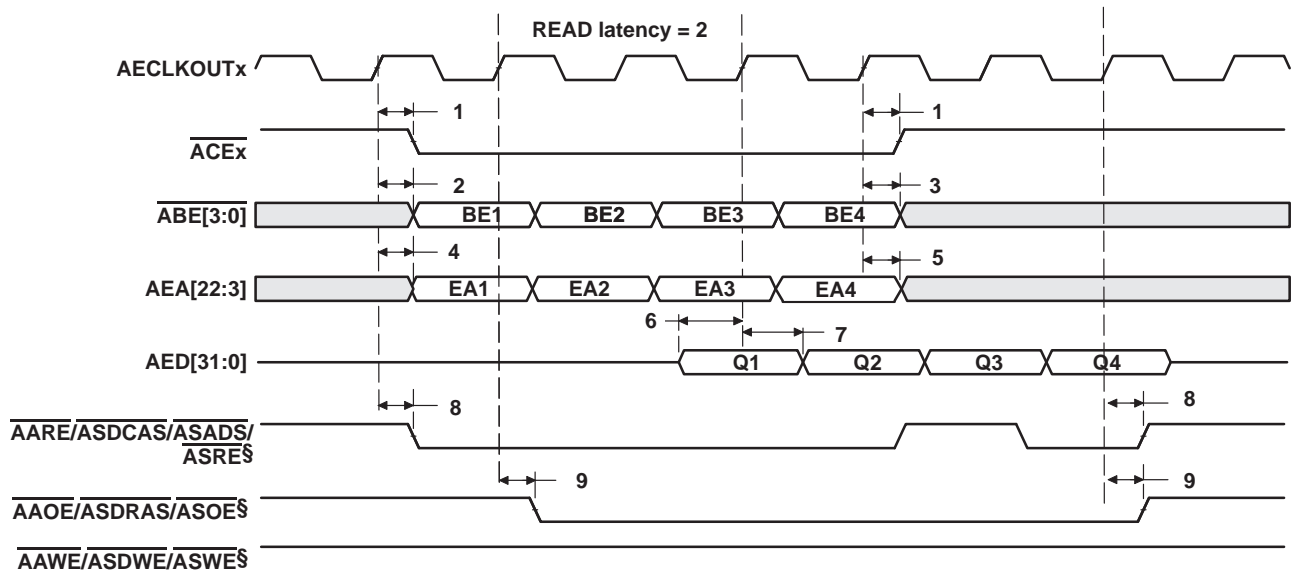 READ latency = 2
AECLKOUTx
1 1
ACEx
2 3
ABE[3:0] BE1 BE2 BE3 BE4
4 5
AEA[22:3] EA1 EA2 EA3 EA4
6 7
AED[31:0] Q1 Q2 Q3 Q4
8 8
AARE/ASDCAS/ASADS/
ASRE§
9 9
AAOE/ASDRAS/ASOE§
AAWE/ASDWE/ASWE§